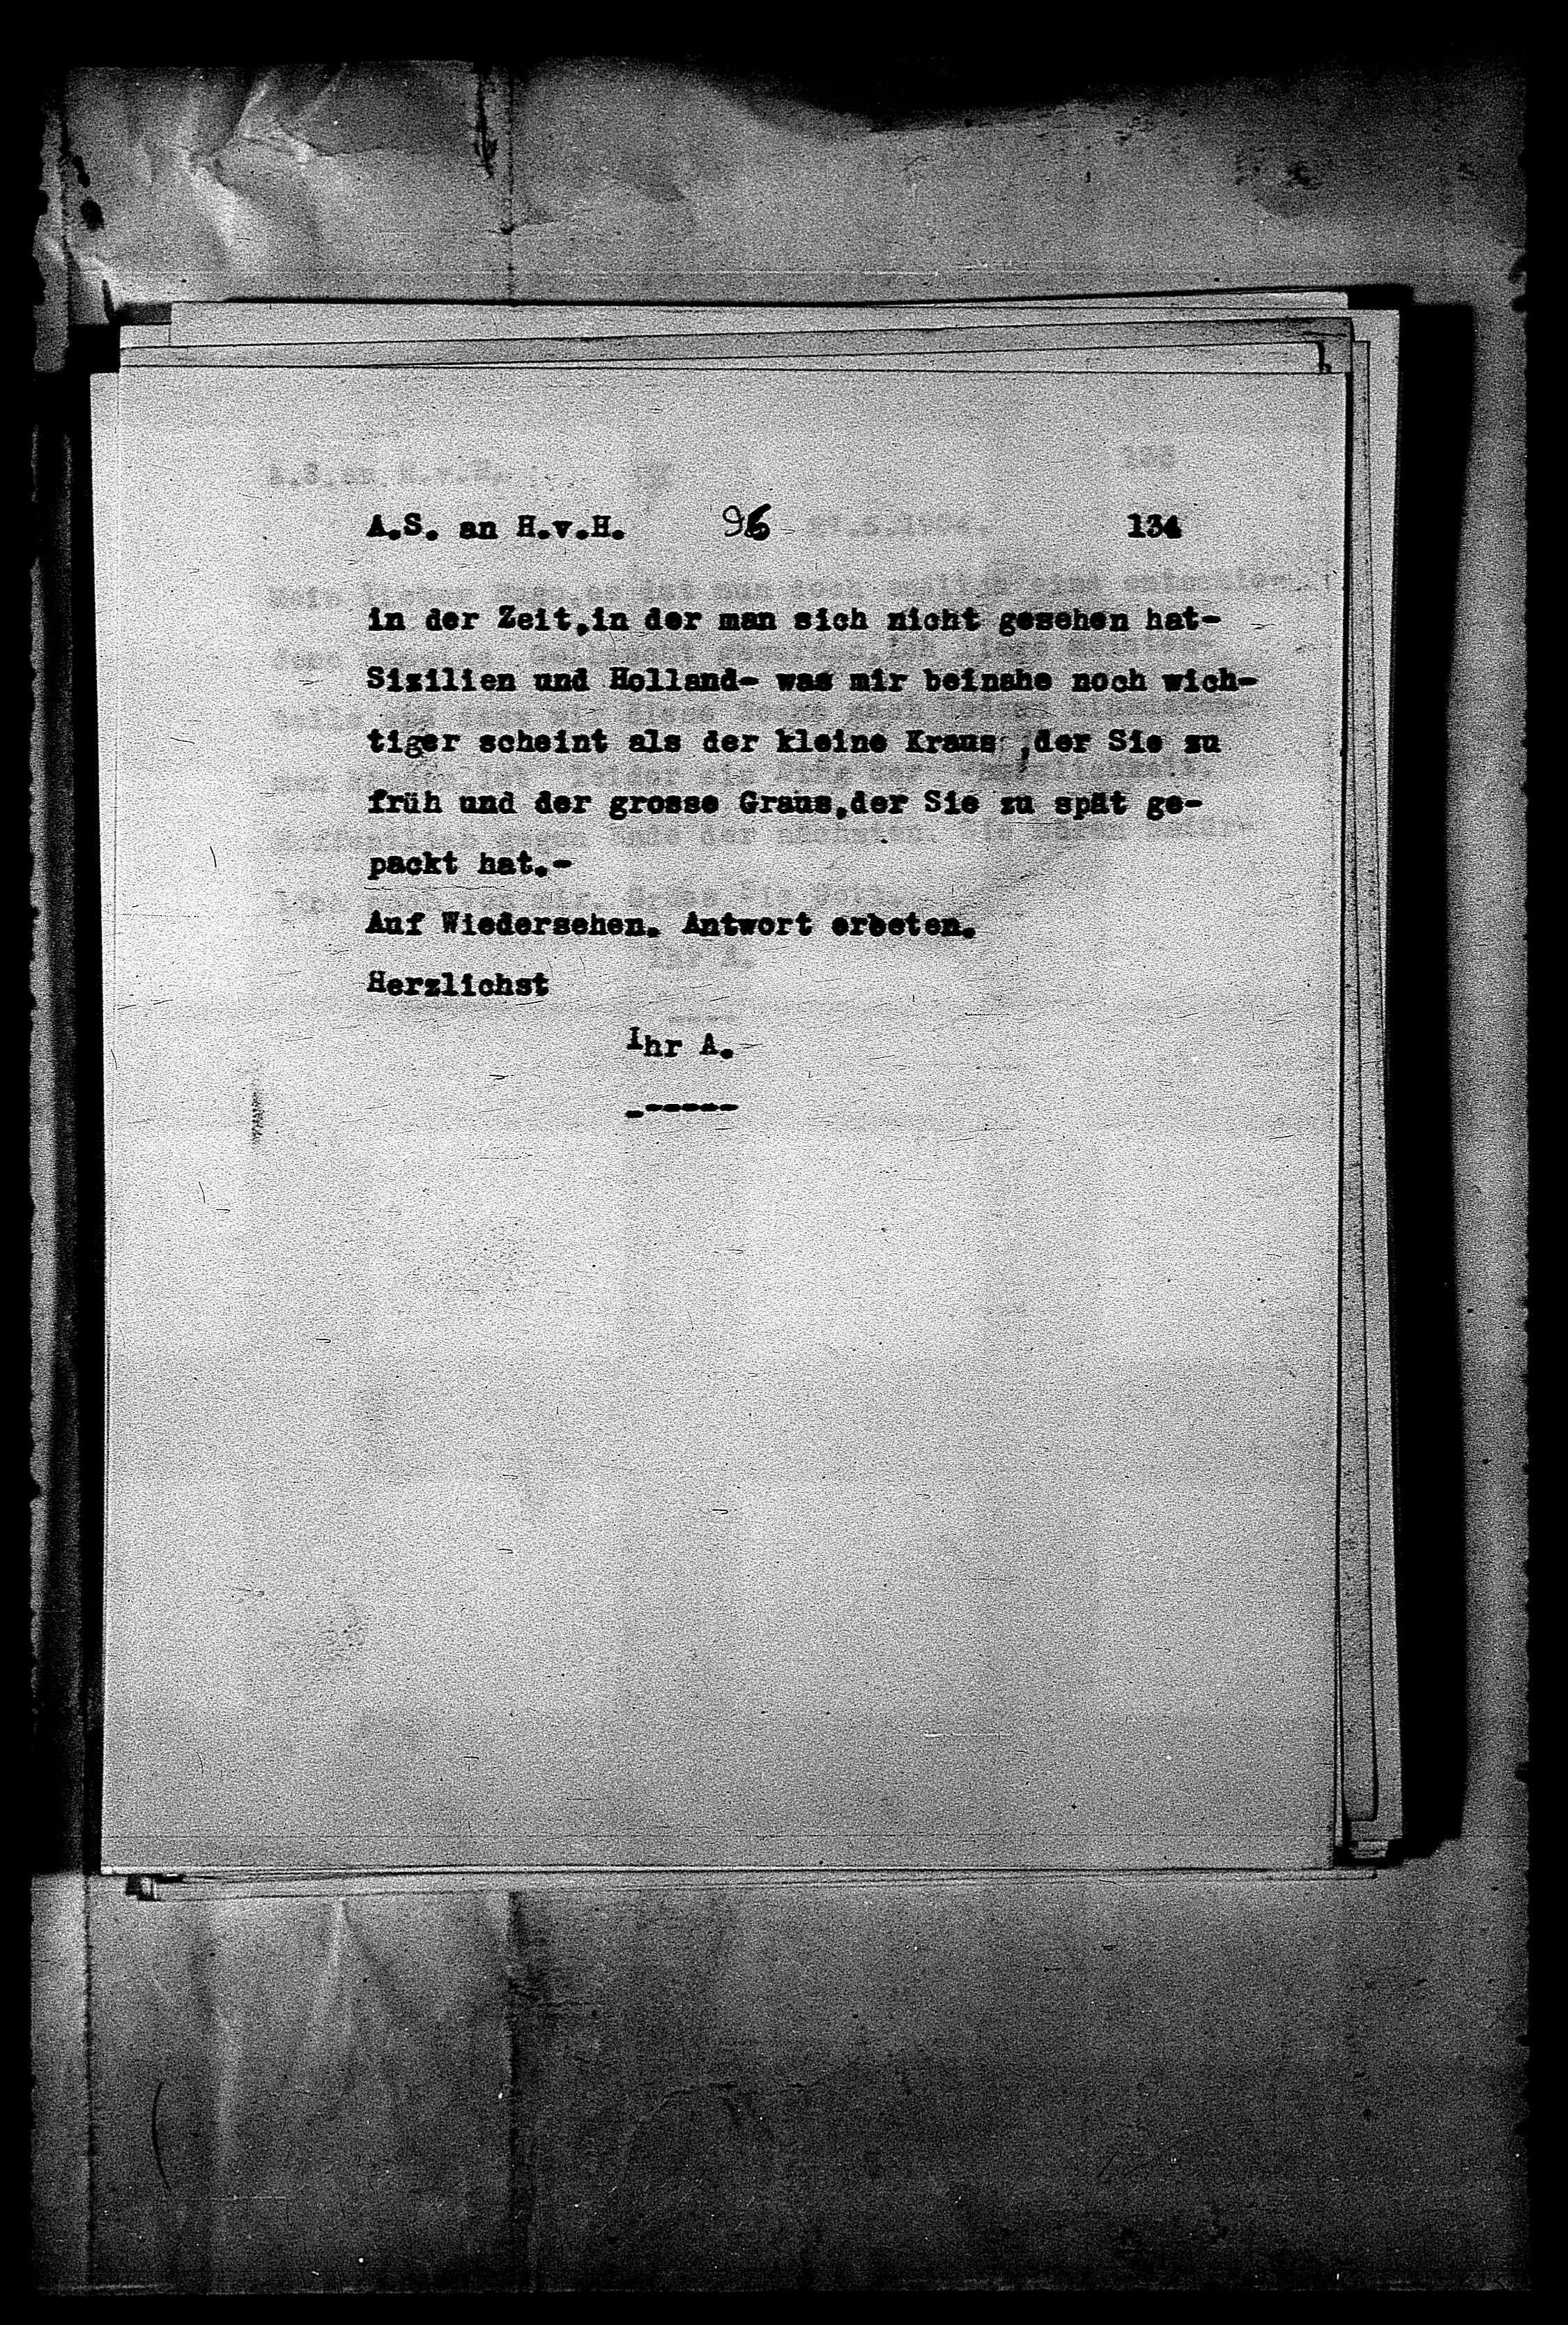 A.S. an H.v.H. 96 134
in der Zeit,in der man sich nicht gesehen hat-
Sizilien und Holland- was mir beinahe noch wich-
tiger scheint als der kleine Kraus ,der Sie zu
früh und der grosse Graus,der Sie zu spät ge-
packt hat.-
Auf Wiedersehen. Antwort erbeten.
Herzlichst
Ihr A.
------